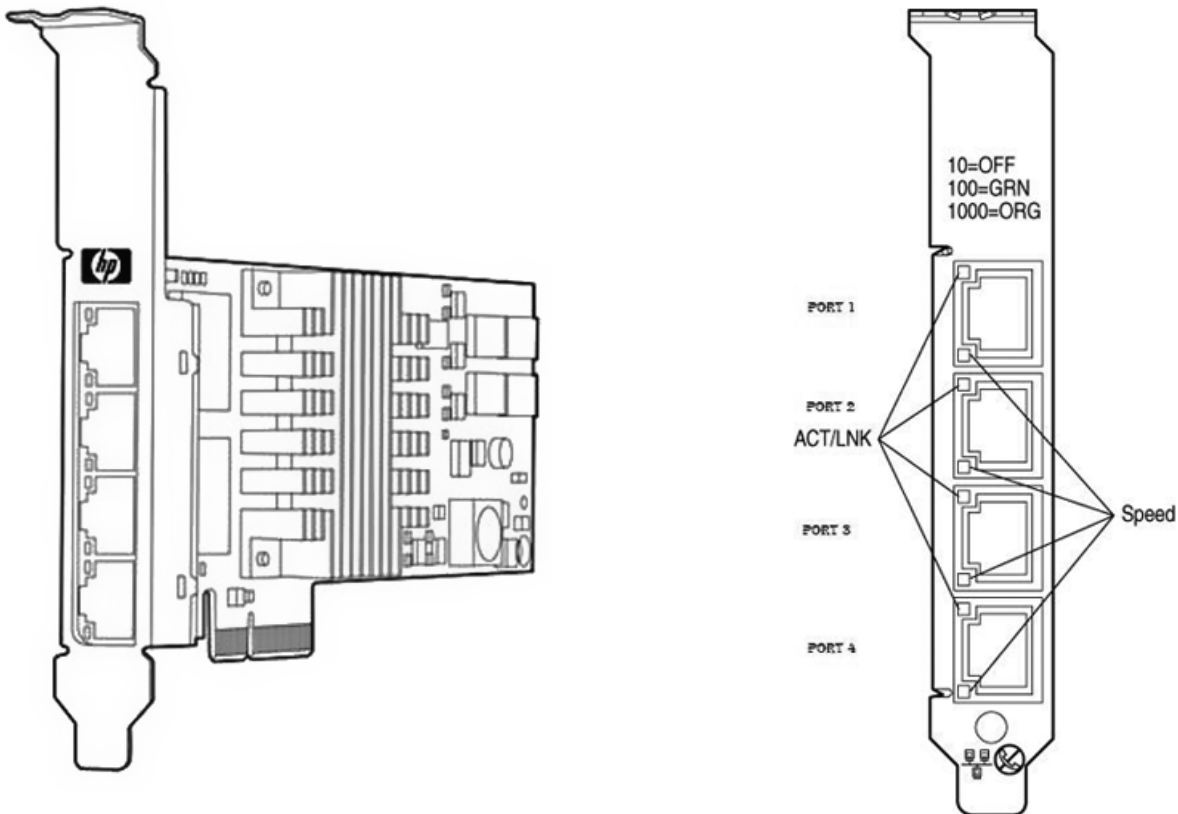 hp
10=OFF
100=GRN
1000=ORG
PORT 1
PORT 2
ACT/LNK
Speed
PORT 3
PORT 4